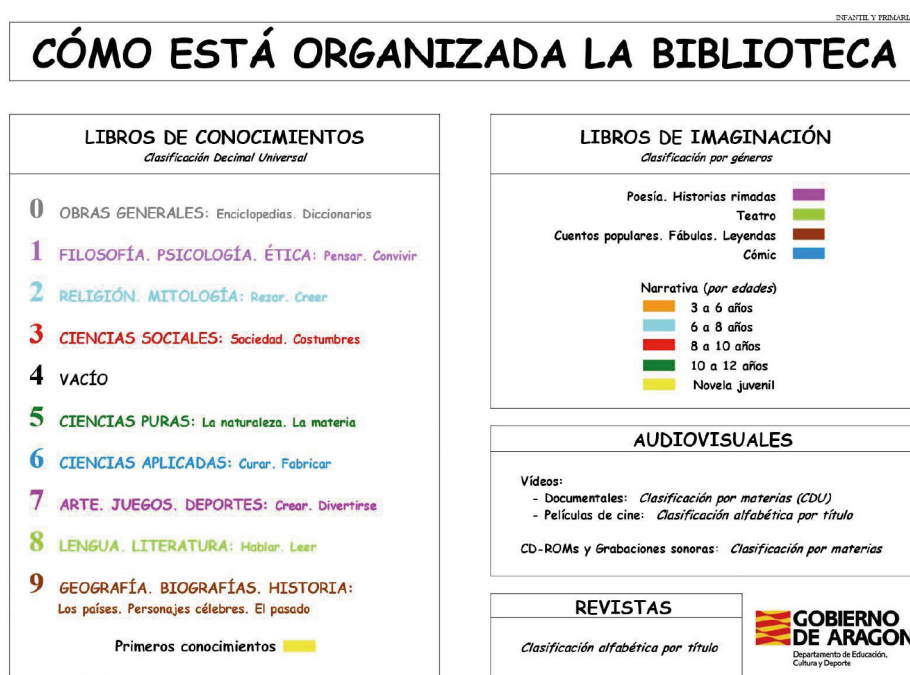 INFANTIL Y PRIMARIA
CÓMO ESTÁ ORGANIZADA LA BIBLIOTECA
LIBROS DE CONOCIMIENTOS
Clasificación Decimal Universal
0 OBRAS GENERALES: Enciclopedias. Diccionarios
1 FILOSOFÍA. PSICOLOGÍA. ÉTICA: Pensar. Convivir
2 RELIGIÓN. MITOLOGÍA: Rezar. Creer
3 CIENCIAS SOCIALES: Sociedad. Costumbres
4 VACÍO
5 CIENCIAS PURAS: La naturaleza. La materia
6 CIENCIAS APLICADAS: Curar. Fabricar
7 ARTE. JUEGOS. DEPORTES: Crear. Divertirse
8 LENGUA. LITERATURA: Hablar. Leer
9 GEOGRAFÍA. BIOGRAFÍAS. HISTORIA:
Los países. Personajes célebres. El pasado
Primeros conocimientos
LIBROS DE IMAGINACIÓN
Clasificación por géneros
Poesía. Historias rimadas
Teatro
Cuentos populares. Fábulas. Leyendas
Cómic
Narrativa (por edades)
3 a 6 años
6 a 8 años
8 a 10 años
10 a 12 años
Novela juvenil
AUDIOVISUALES
Vídeos:
- Documentales: Clasificación por materias (CDU)
- Películas de cine: Clasificación alfabética por título
CD-ROMs y Grabaciones sonoras: Clasificación por materias
REVISTAS
Clasificación alfabética por título
GOBIERNO
DE ARAGON
Departamento de Educación,
Cultura y Deporte